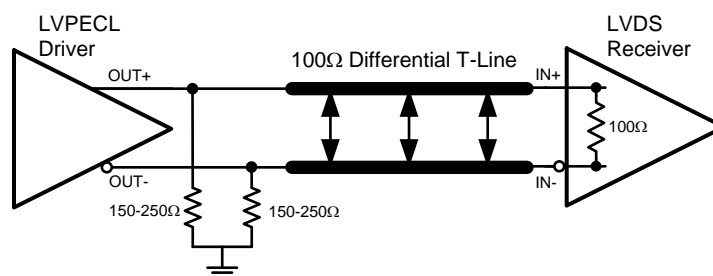 LVPECL
Driver
LVDS
Receiver
100Ω Differential T-Line
OUT+
IN+
100Ω
OUT-
IN-
150-250Ω
150-250Ω